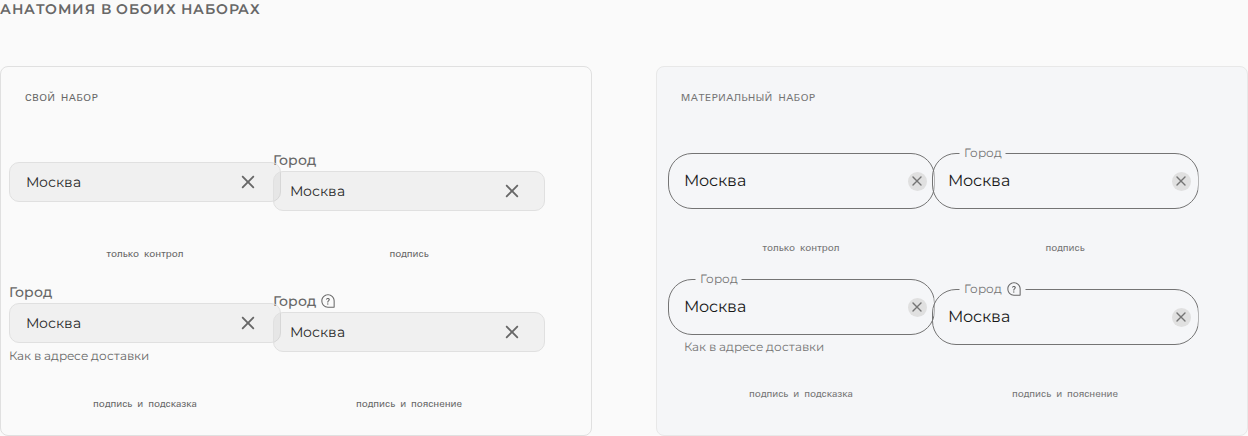 АНАТОМИЯ В ОБОИХ НАБОРАХ
СВОЙ НАБОР
Москва
Город
Москва
только контрол
подпись
Город
Москва
Как в адресе доставки
Город ?
Москва
подпись и подсказка
подпись и пояснение
МАТЕРИАЛЬНЫЙ НАБОР
Москва
Город
Москва
только контрол
подпись
Город
Москва
Как в адресе доставки
Город ?
Москва
подпись и подсказка
подпись и пояснение